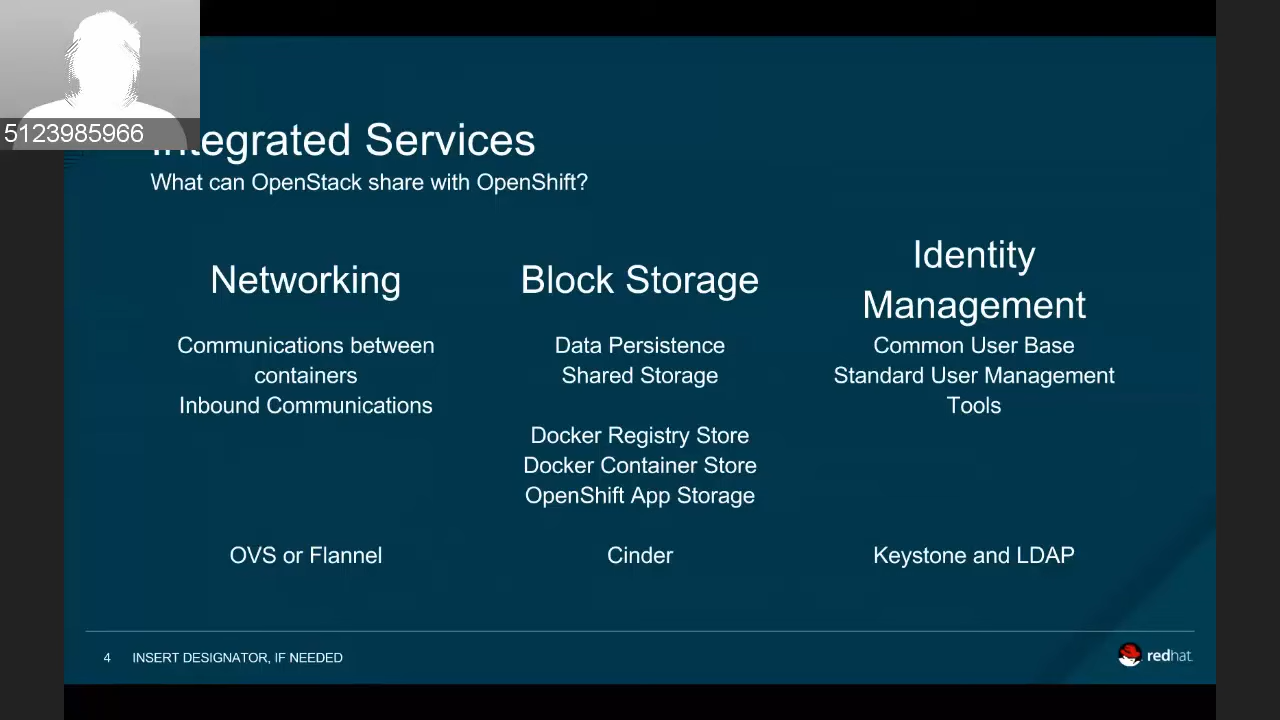 5123985966
Integrated Services
What can OpenStack share with OpenShift?
Networking
Communications between
containers
Inbound Communications
OVS or Flannel
Block Storage
Data Persistence
Shared Storage
Docker Registry Store
Docker Container Store
OpenShift App Storage
Cinder
Identity
Management
Common User Base
Standard User Management
Tools
Keystone and LDAP
4 INSERT DESIGNATOR, IF NEEDED
redhat.